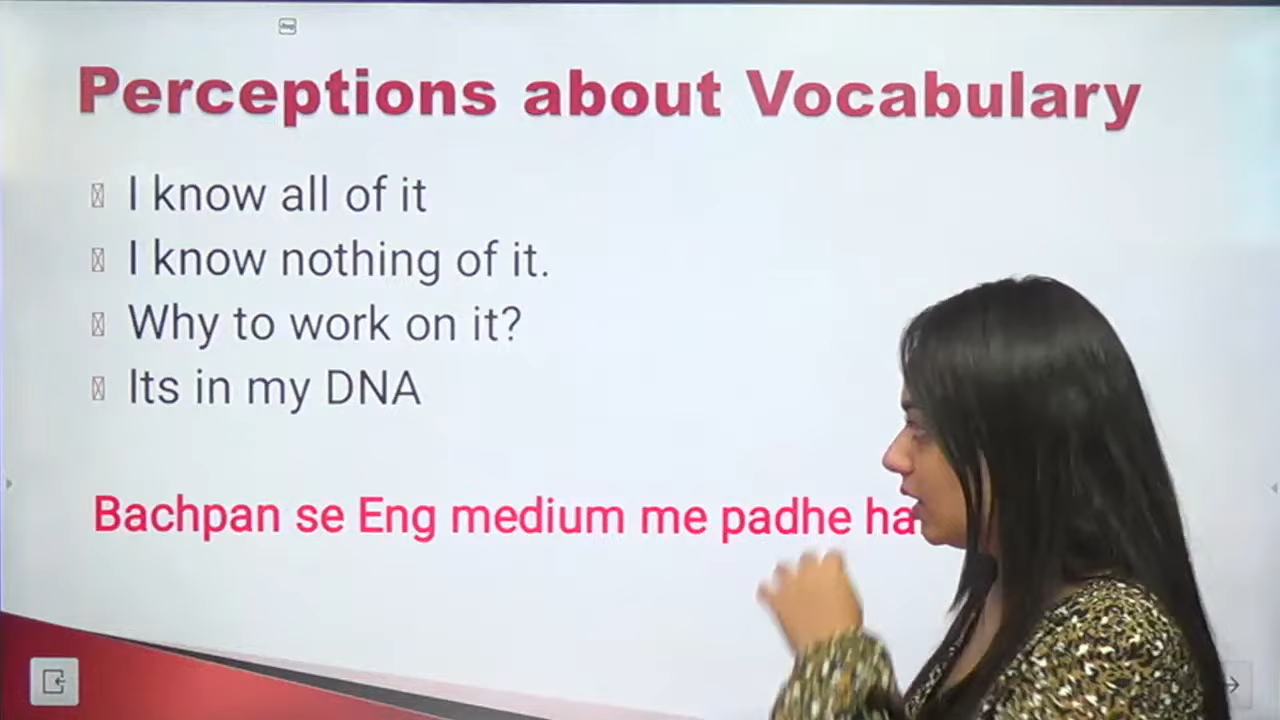 Perceptions about Vocabulary
I know all of it
I know nothing of it.
Why to work on it?
Its in my DNA
Bachpan se Eng medium me padhe